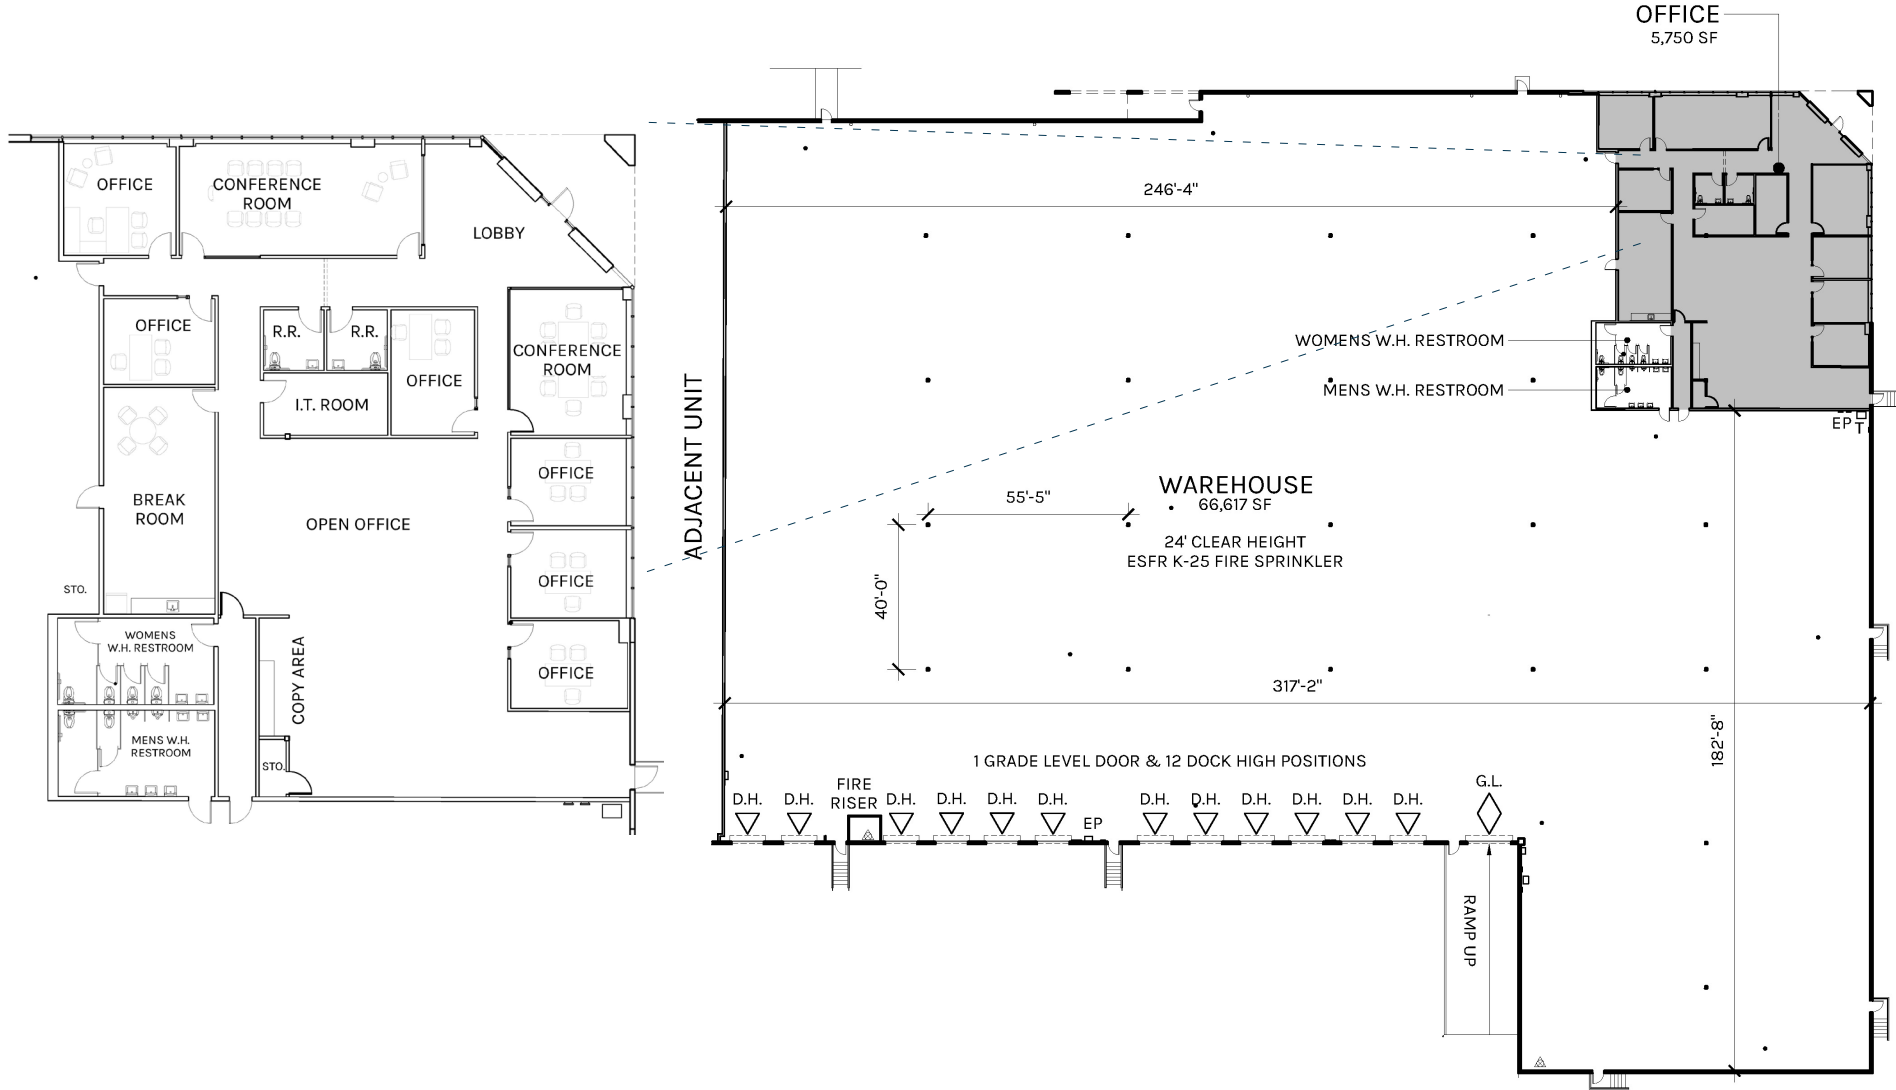 OFFICE
5,750 SF
OFFICE
CONFERENCE
ROOM
LOBBY
OFFICE
R.R.
R.R.
CONFERENCE
ROOM
OFFICE
I.T. ROOM
OFFICE
BREAK
ROOM
OPEN OFFICE
OFFICE
STO.
WOMENS
W.H. RESTROOM
COPY AREA
OFFICE
MENS W.H.
RESTROOM
STO.
ADJACENT UNIT
246'-4"
WOMENS W.H. RESTROOM
MENS W.H. RESTROOM
EP
T
WAREHOUSE
66,617 SF
55'-5"
24' CLEAR HEIGHT
ESFR K-25 FIRE SPRINKLER
40'-0"
317'-2"
182'-8"
1 GRADE LEVEL DOOR & 12 DOCK HIGH POSITIONS
D.H.
D.H.
FIRE
RISER
D.H.
D.H.
D.H.
D.H.
EP
D.H.
D.H.
D.H.
D.H.
D.H.
D.H.
G.L.
RAMP UP